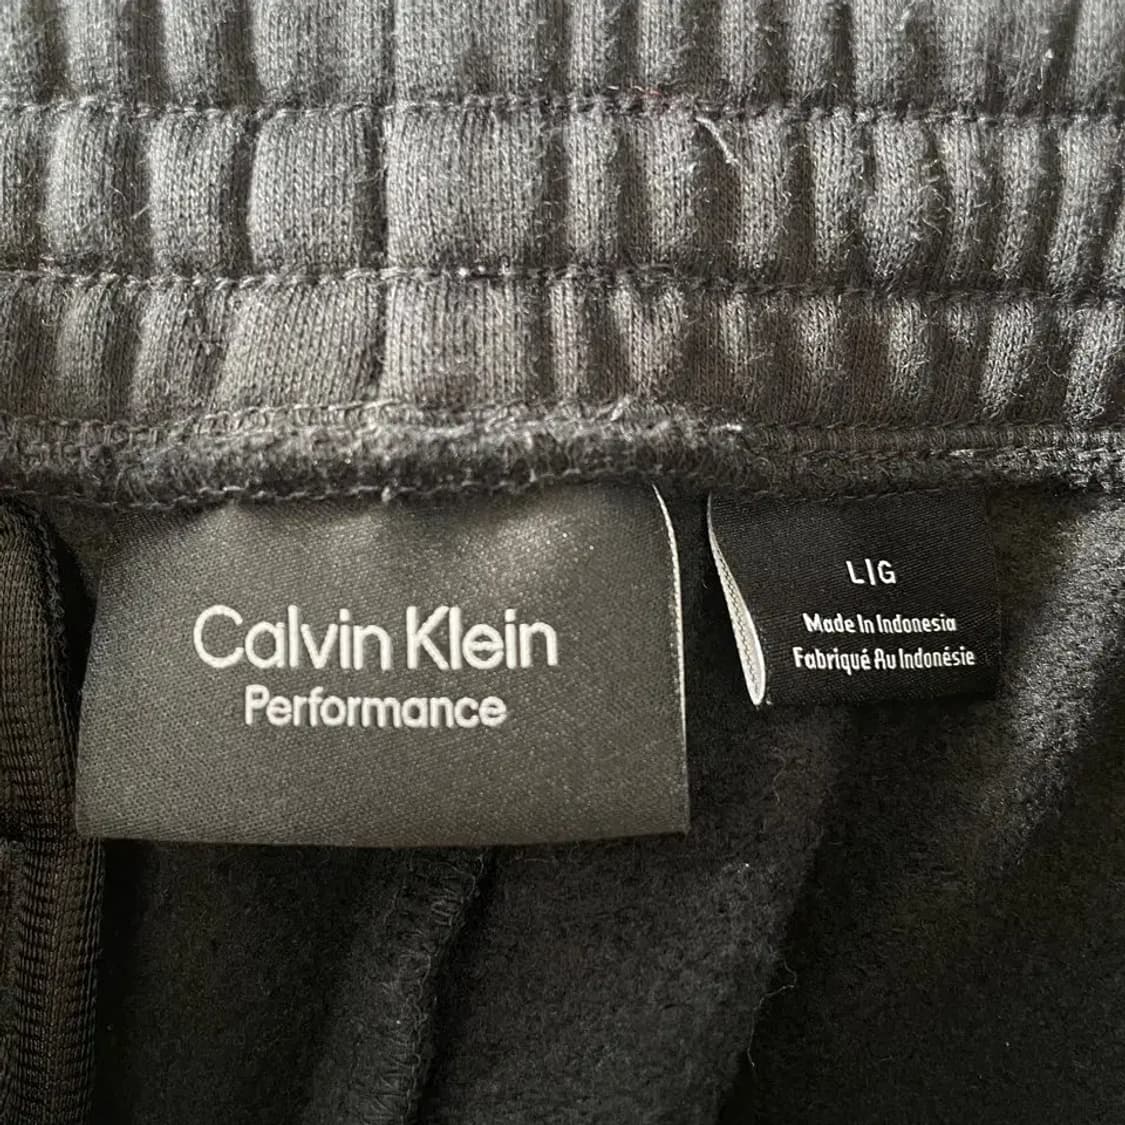 Calvin Klein
Performance
L|G
Made In Indonesia
Fabriqué Au Indonésie